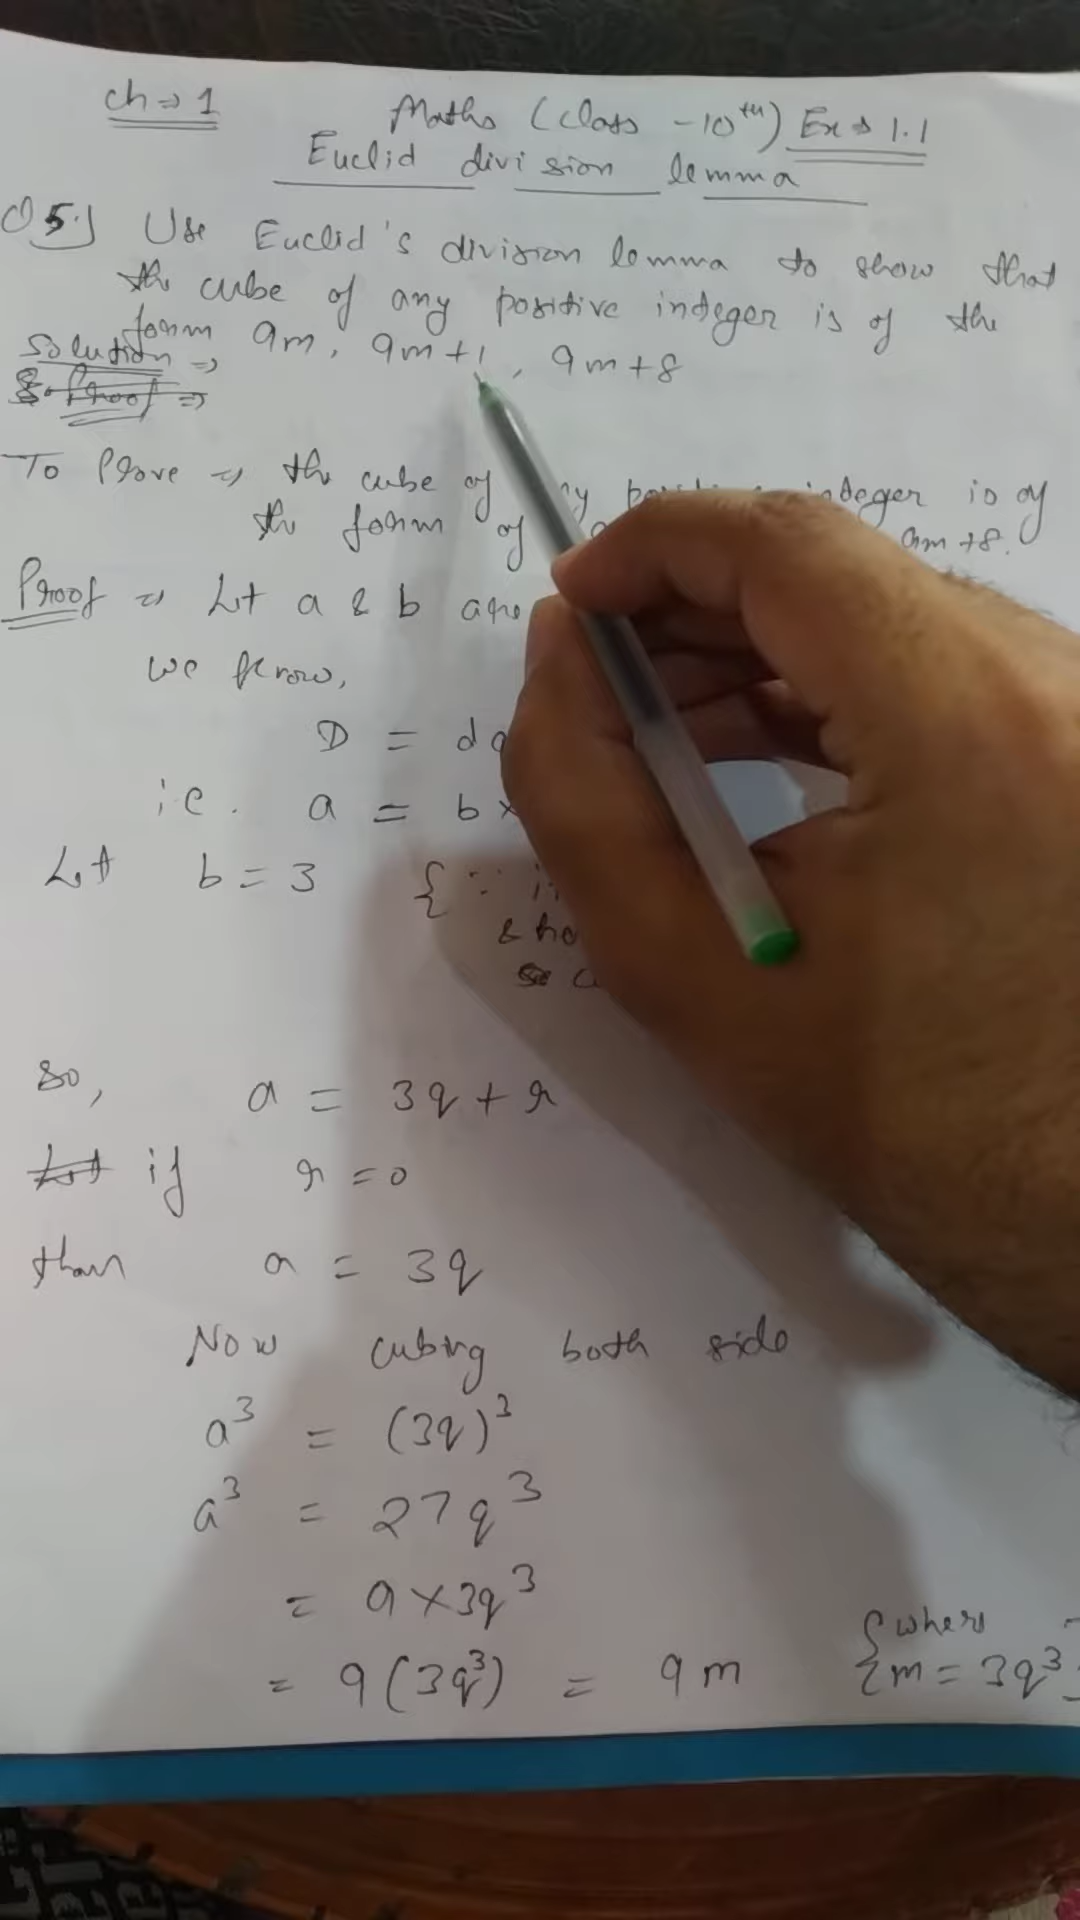 ch ⇒ 1 Maths (class - 10th) Ex ⇒ 1.1
Euclid division lemma
Q5.) Use Euclid's division lemma to show that
the cube of any positive integer is of the
form 9m, 9m+1, 9m+8
Solution ⇒
Proof ⇒
To Prove ⇒ the cube of integer is of
the form of 9m+8.
Proof ⇒ Let a & b are
we know,
D = dq
i.e. a = b×
Let b = 3 { ∵
so, a = 3q + r
Let if r = 0
than a = 3q
Now cubing both side
a³ = (3q)³
a³ = 27q³
= 9×3q³
= 9(3q³) = 9m {where
m = 3q³}